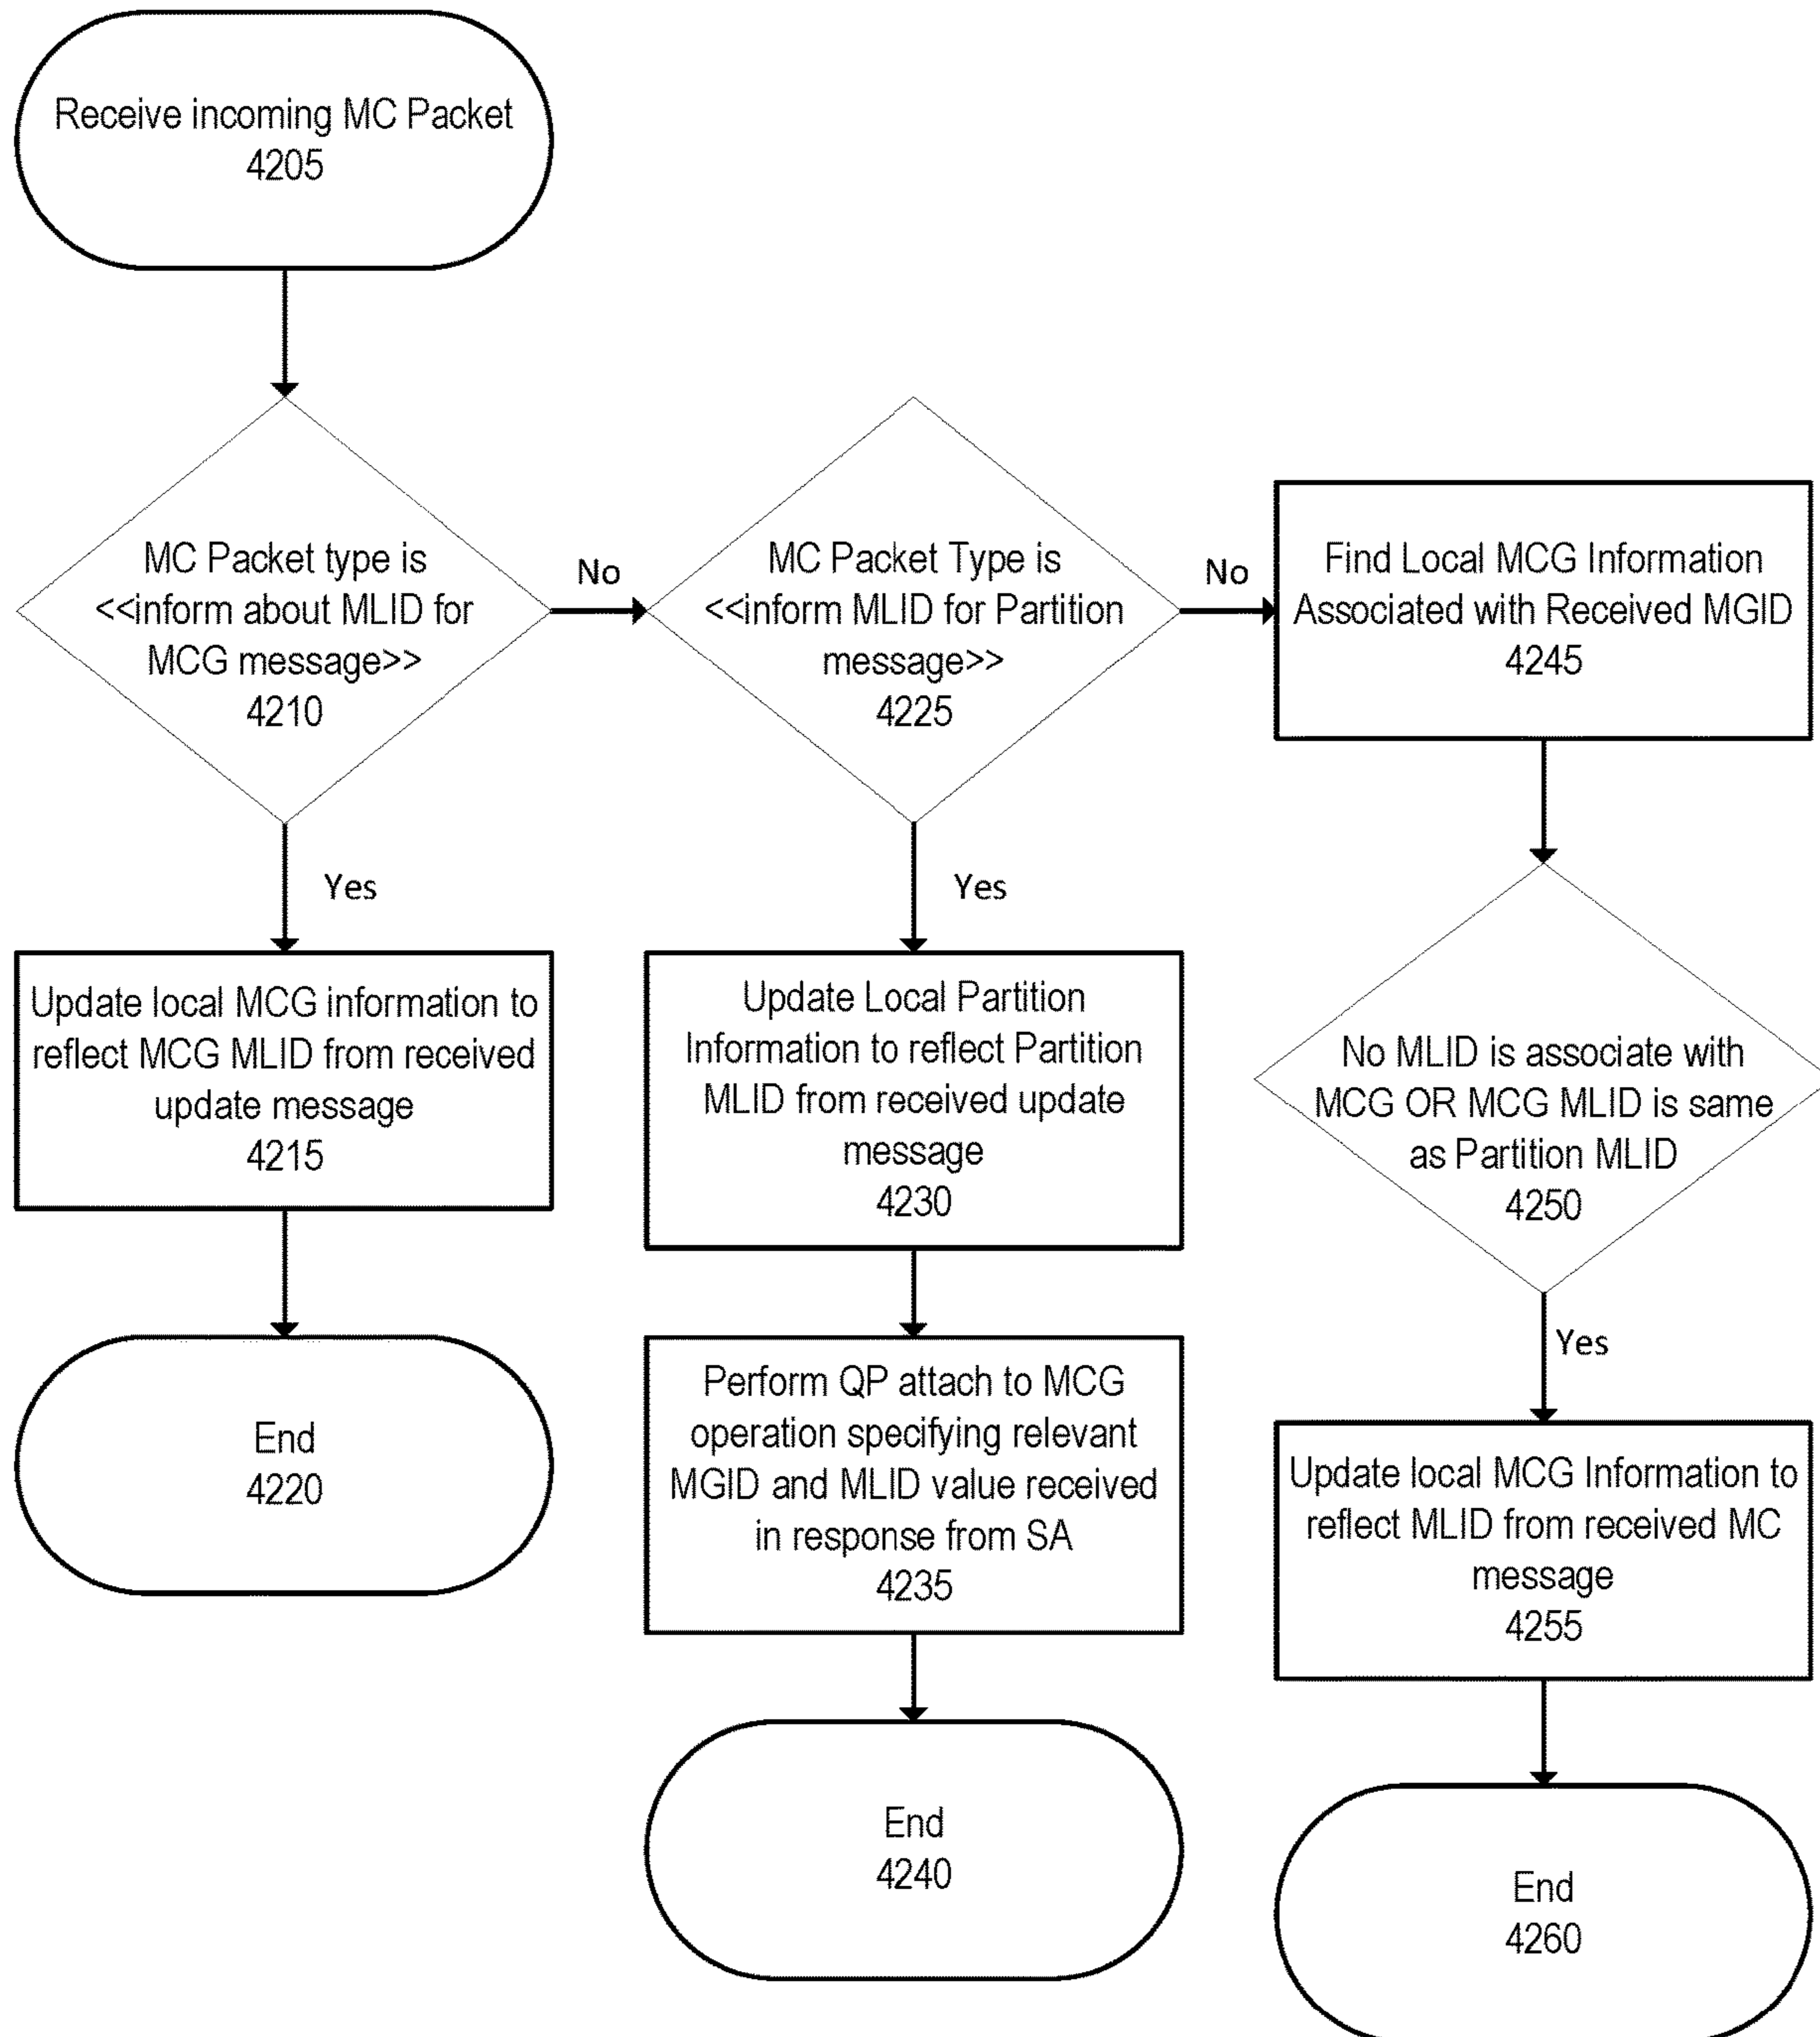 Receive incoming MC Packet
4205
MC Packet type is
<<inform about MLID for
MCG message>>
4210
No
MC Packet Type is
<<inform MLID for Partition
message>>
4225
No
Find Local MCG Information
Associated with Received MGID
4245
Yes
Update local MCG information to
reflect MCG MLID from received
update message
4215
End
4220
Yes
Update Local Partition
Information to reflect Partition
MLID from received update
message
4230
Perform QP attach to MCG
operation specifying relevant
MGID and MLID value received
in response from SA
4235
End
4240
No MLID is associate with
MCG OR MCG MLID is same
as Partition MLID
4250
Yes
Update local MCG Information to
reflect MLID from received MC
message
4255
End
4260